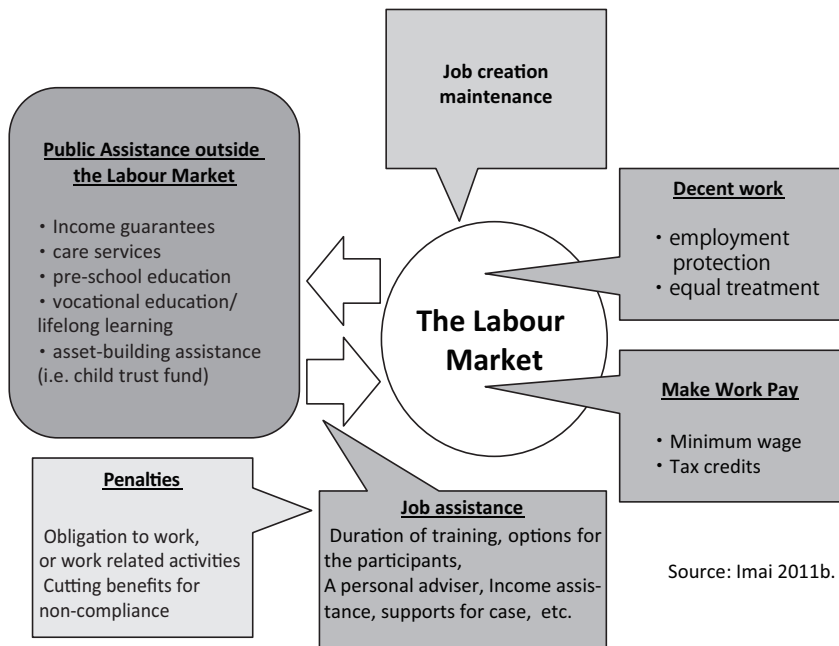 Job creation
maintenance
Public Assistance outside
the Labour Market
・Income guarantees
・care services
・pre-school education
・vocational education/
lifelong learning
・asset-building assistance
(i.e. child trust fund)
Decent work
・employment
protection
・equal treatment
The Labour
Market
Make Work Pay
・Minimum wage
・Tax credits
Penalties
Obligation to work,
or work related activities
Cutting benefits for
non-compliance
Job assistance
Duration of training, options for
the participants,
A personal adviser, Income assis-
tance, supports for case, etc.
Source: Imai 2011b.